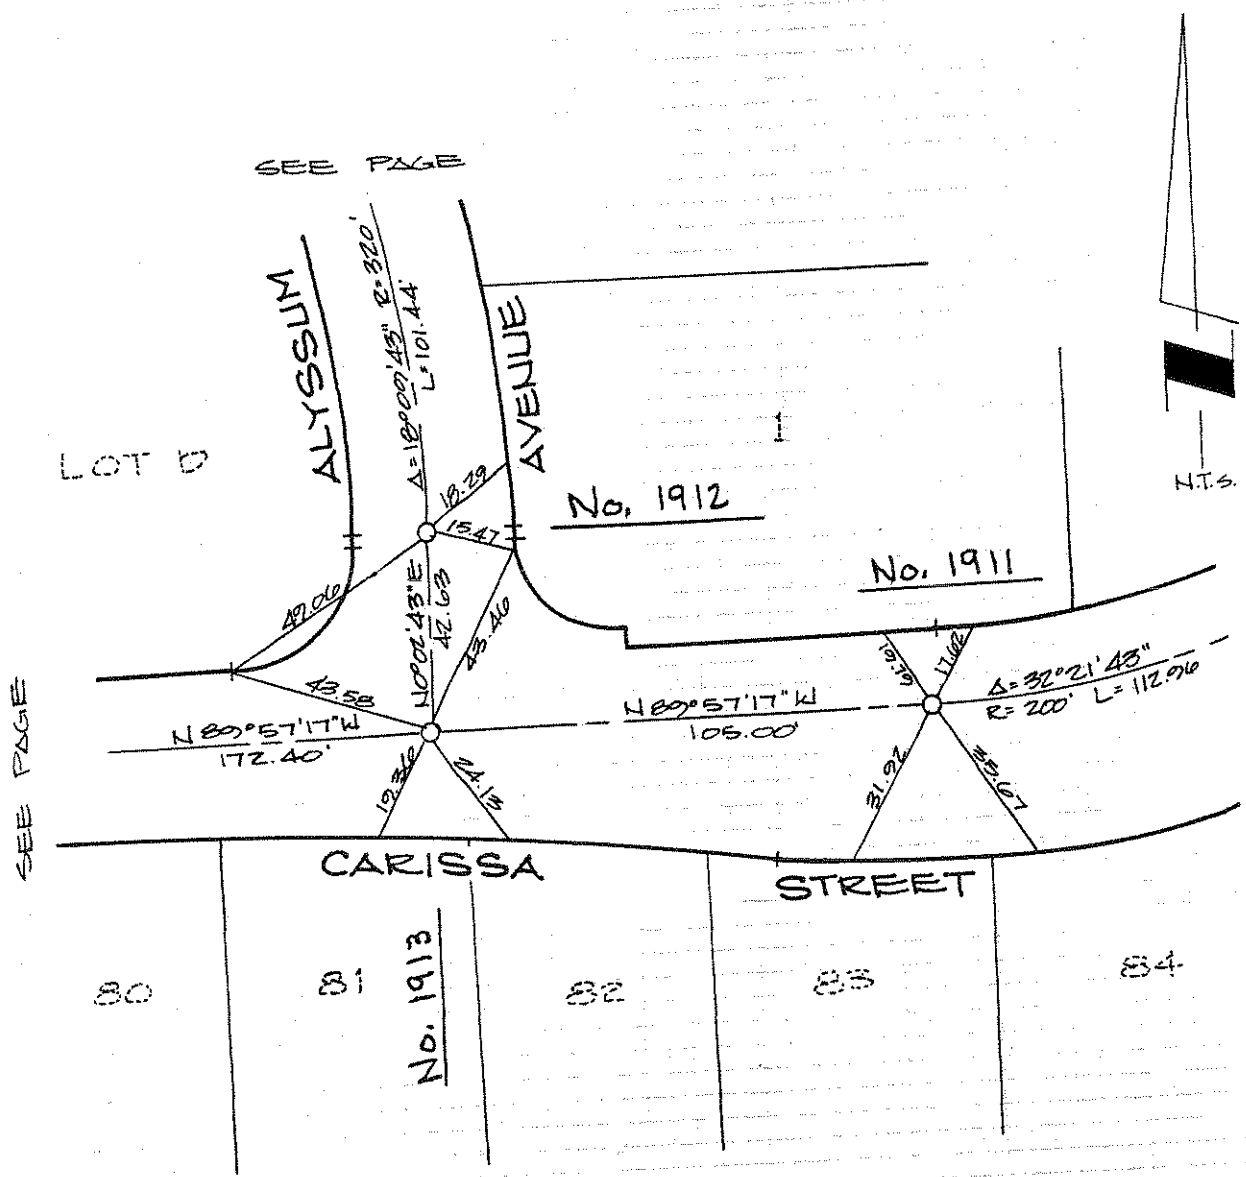 SEE PAGE
ALYSSUM
AVENUE
Δ=18°09'43" R=320'
L=101.44'
LOT D
1
N.T.S.
18.29
15.47
No. 1912
No. 1911
49.06
N0°02'43"E
42.63
43.46
43.58
17.62
Δ=32°21'43"
R=200' L=112.96
SEE PAGE
N89°57'17"W
172.40'
N89°57'17"W
105.00'
19.36
24.13
31.92
35.67
CARISSA
STREET
80
81
No. 1913
82
83
84